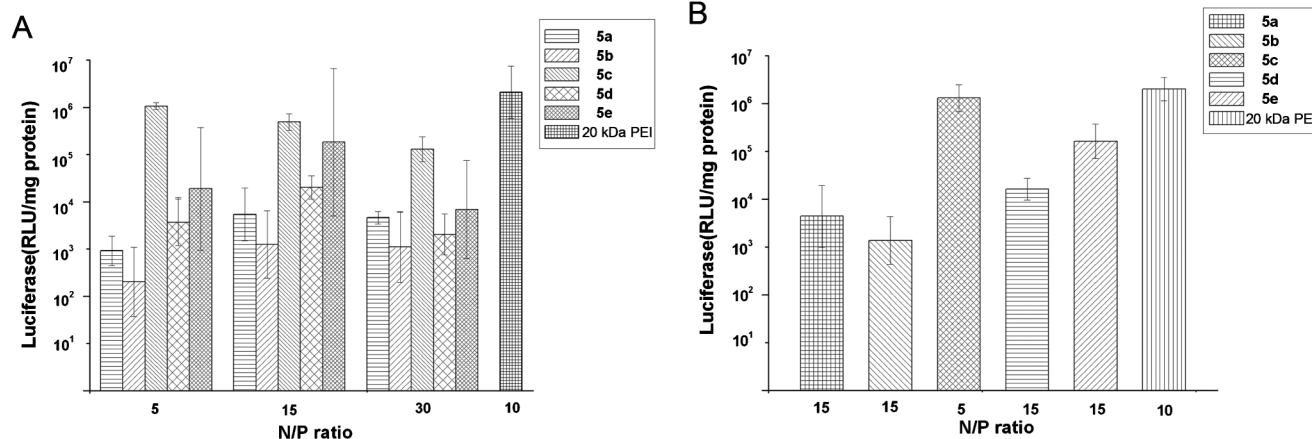 A
5a
5b
5c
5d
5e
20 kDa PEI
Luciferase(RLU/mg protein)
10^7
10^6
10^5
10^4
10^3
10^2
10^1
5 15 30 10
N/P ratio
B
5a
5b
5c
5d
5e
20 kDa PE
Luciferase(RLU/mg protein)
10^7
10^6
10^5
10^4
10^3
10^2
10^1
15 15 5 15 15 10
N/P ratio